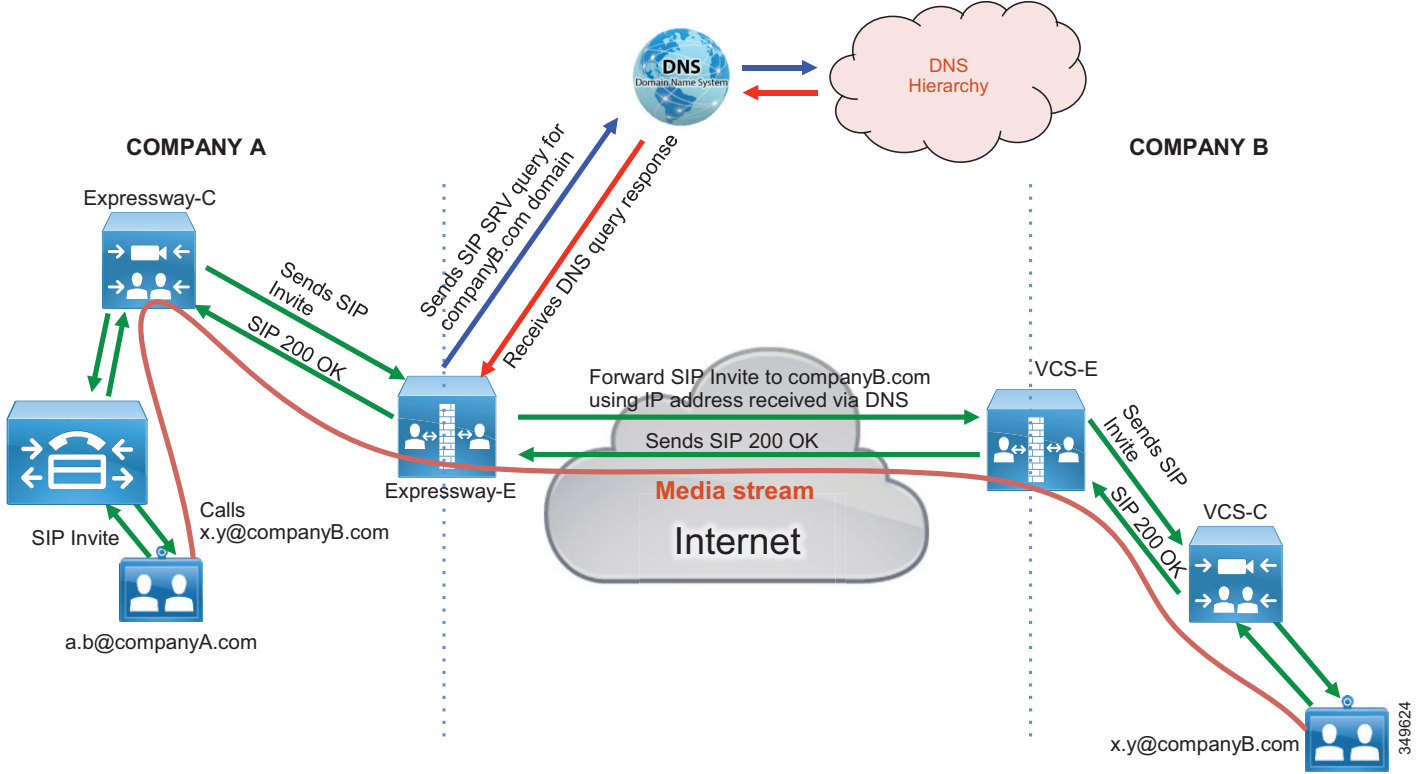 DNS
Domain Name System
DNS
Hierarchy
COMPANY A
COMPANY B
Expressway-C
Sends SIP SRV query for
companyB.com domain
Receives DNS query response
Sends SIP
Invite
SIP 200 OK
Forward SIP Invite to companyB.com
using IP address received via DNS
VCS-E
Sends SIP 200 OK
Sends SIP
Invite
Expressway-E
Media stream
Internet
SIP 200 OK
VCS-C
Calls
x.y@companyB.com
SIP Invite
a.b@companyA.com
x.y@companyB.com
349624